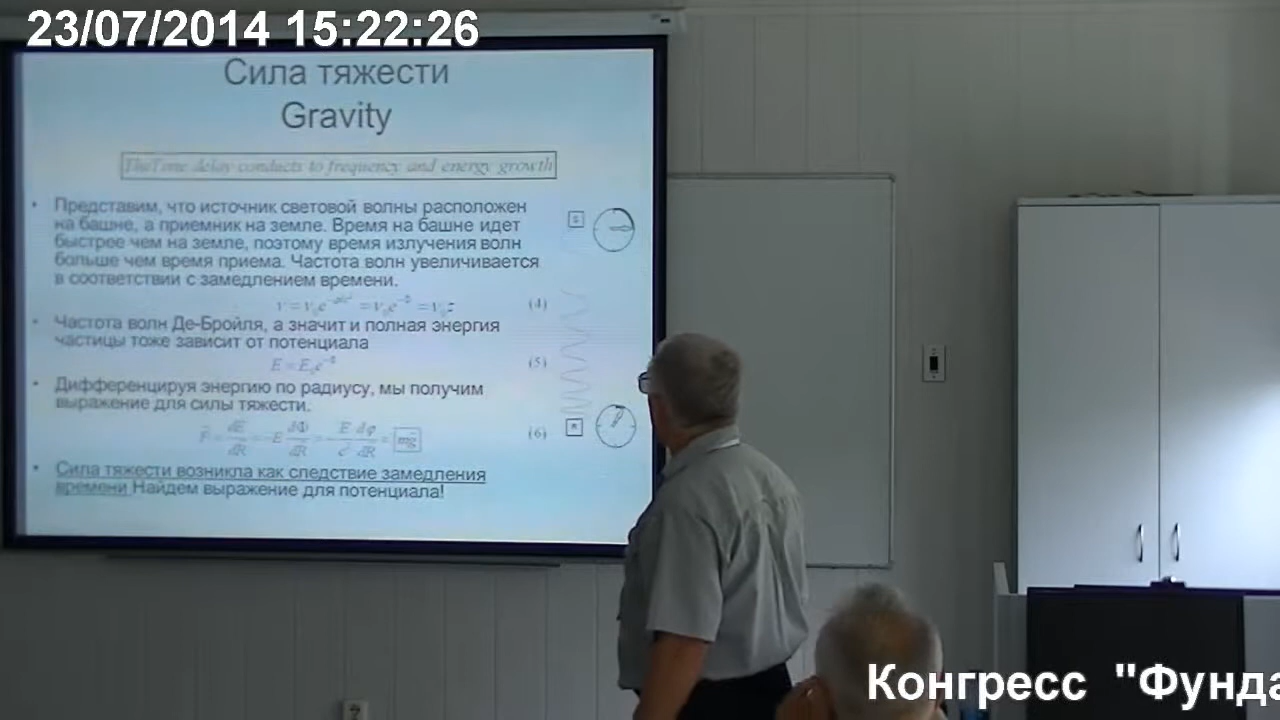 23/07/2014 15:22:26
Сила тяжести
Gravity
TheTime delay conducts to frequency and energy growth
• Представим, что источник световой волны расположен
на башне, а приемник на земле. Время на башне идет
быстрее чем на земле, поэтому время излучения волн
больше чем время приема. Частота волн увеличивается
в соответствии с замедлением времени.
(4)
• Частота волн Де-Бройля, а значит и полная энергия
частицы тоже зависит от потенциала
(5)
• Дифференцируя энергию по радиусу, мы получим
выражение для силы тяжести.
(6)
• Сила тяжести возникла как следствие замедления
времени Найдем выражение для потенциала!
Конгресс "Фунда